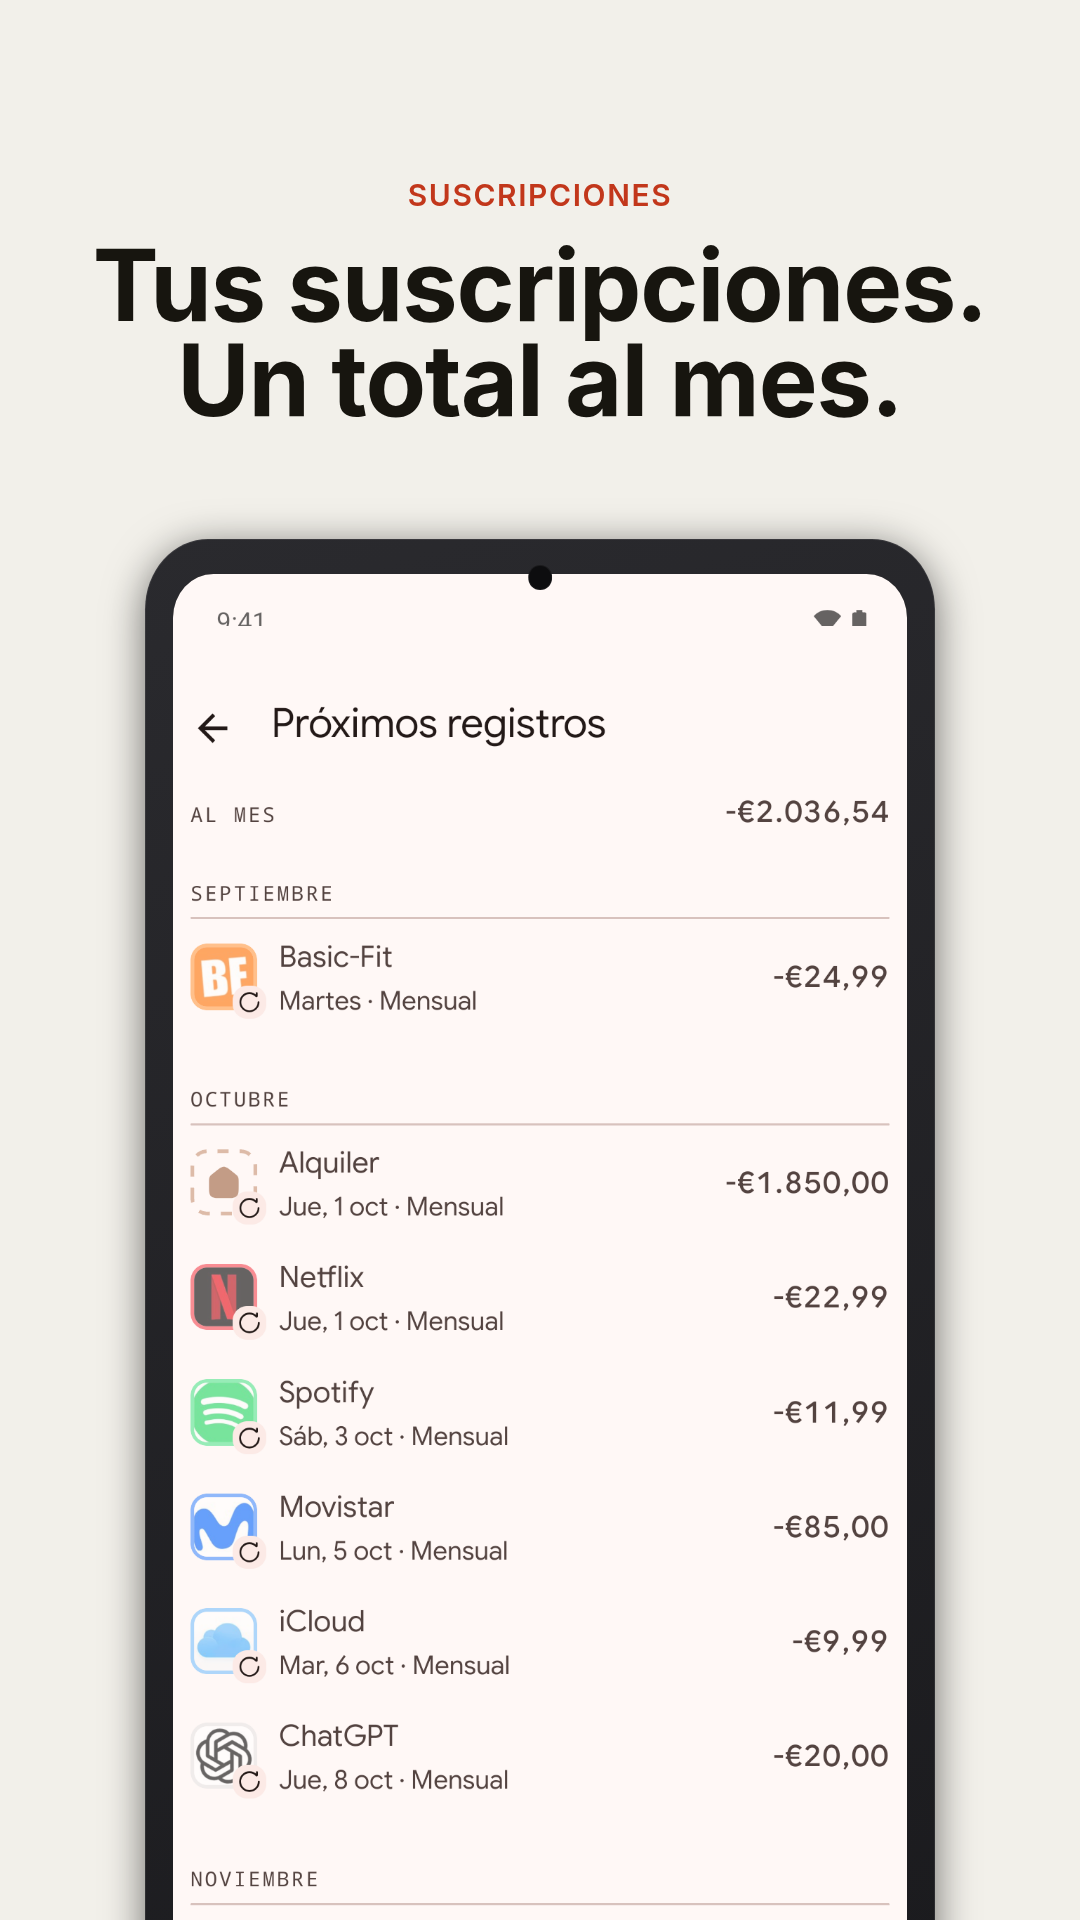 SUSCRIPCIONES
Tus suscripciones.
Un total al mes.
9:41
Próximos registros
AL MES -€2.036,54
SEPTIEMBRE
BF
Basic-Fit
Martes · Mensual
-€24,99
OCTUBRE
Alquiler
Jue, 1 oct · Mensual
-€1.850,00
N
Netflix
Jue, 1 oct · Mensual
-€22,99
Spotify
Sáb, 3 oct · Mensual
-€11,99
Movistar
Lun, 5 oct · Mensual
-€85,00
iCloud
Mar, 6 oct · Mensual
-€9,99
ChatGPT
Jue, 8 oct · Mensual
-€20,00
NOVIEMBRE